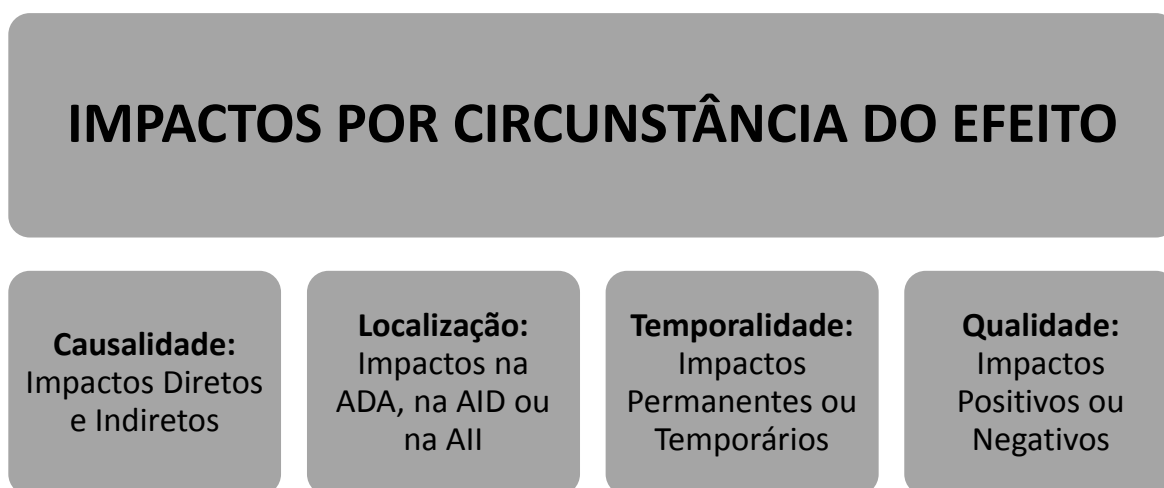 IMPACTOS POR CIRCUNSTÂNCIA DO EFEITO
Causalidade:
Impactos Diretos
e Indiretos
Localização:
Impactos na
ADA, na AID ou
na AII
Temporalidade:
Impactos
Permanentes ou
Temporários
Qualidade:
Impactos
Positivos ou
Negativos